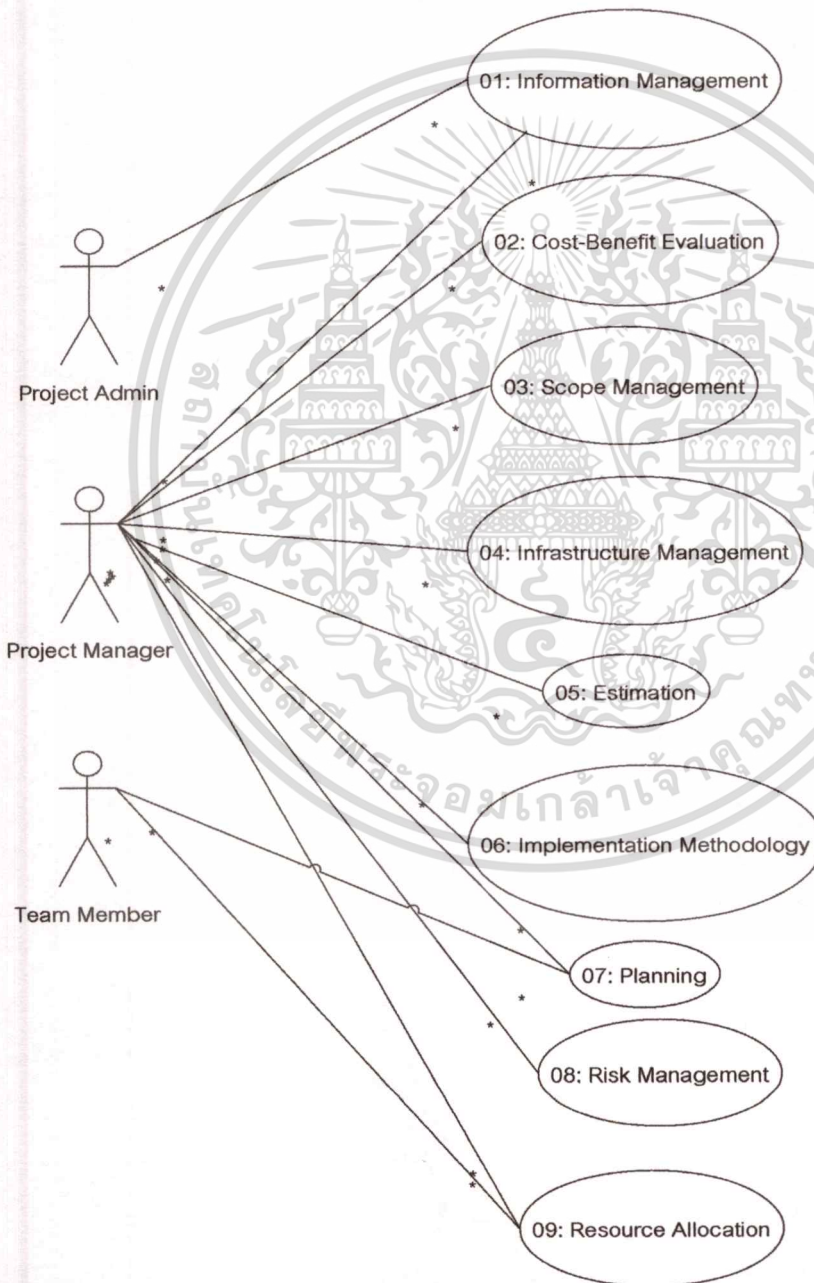 01: Information Management
02: Cost-Benefit Evaluation
Project Admin
03: Scope Management
04: Infrastructure Management
Project Manager
05: Estimation
06: Implementation Methodology
Team Member
07: Planning
08: Risk Management
09: Resource Allocation